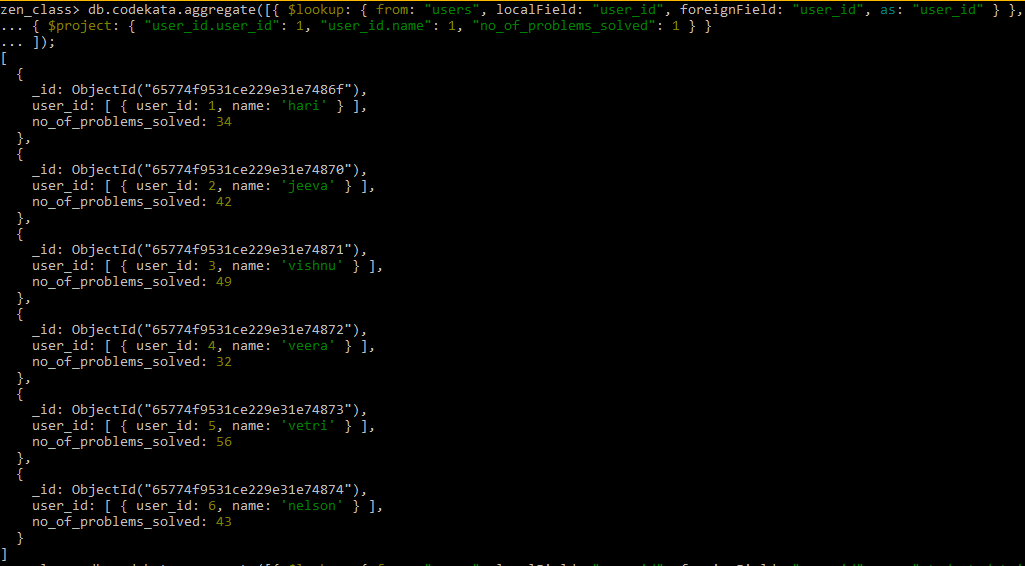 zen_class> db.codekata.aggregate([{ $lookup: { from: "users", localField: "user_id", foreignField: "user_id", as: "user_id" } },
... { $project: { "user_id.user_id": 1, "user_id.name": 1, "no_of_problems_solved": 1 } }
... ]);
[
  {
    _id: ObjectId("65774f9531ce229e31e7486f"),
    user_id: [ { user_id: 1, name: 'hari' } ],
    no_of_problems_solved: 34
  },
  {
    _id: ObjectId("65774f9531ce229e31e74870"),
    user_id: [ { user_id: 2, name: 'jeeva' } ],
    no_of_problems_solved: 42
  },
  {
    _id: ObjectId("65774f9531ce229e31e74871"),
    user_id: [ { user_id: 3, name: 'vishnu' } ],
    no_of_problems_solved: 49
  },
  {
    _id: ObjectId("65774f9531ce229e31e74872"),
    user_id: [ { user_id: 4, name: 'veera' } ],
    no_of_problems_solved: 32
  },
  {
    _id: ObjectId("65774f9531ce229e31e74873"),
    user_id: [ { user_id: 5, name: 'vetri' } ],
    no_of_problems_solved: 56
  },
  {
    _id: ObjectId("65774f9531ce229e31e74874"),
    user_id: [ { user_id: 6, name: 'nelson' } ],
    no_of_problems_solved: 43
  }
]